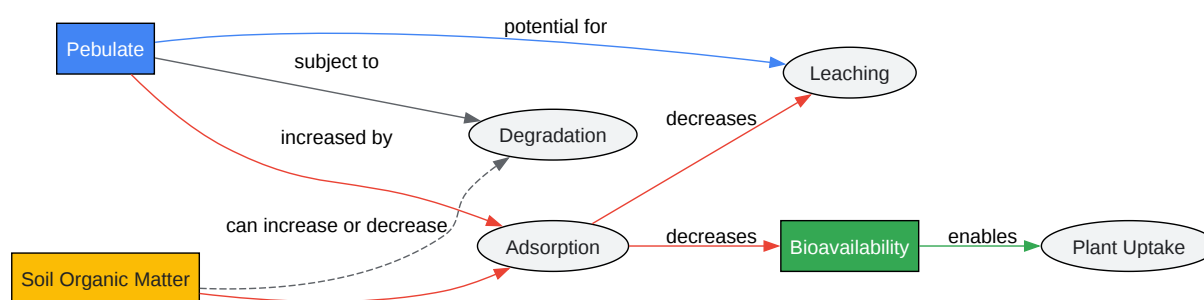 potential for
Pebulate
subject to
Leaching
decreases
increased by
Degradation
can increase or decrease
Adsorption
decreases
Bioavailability
enables
Plant Uptake
Soil Organic Matter